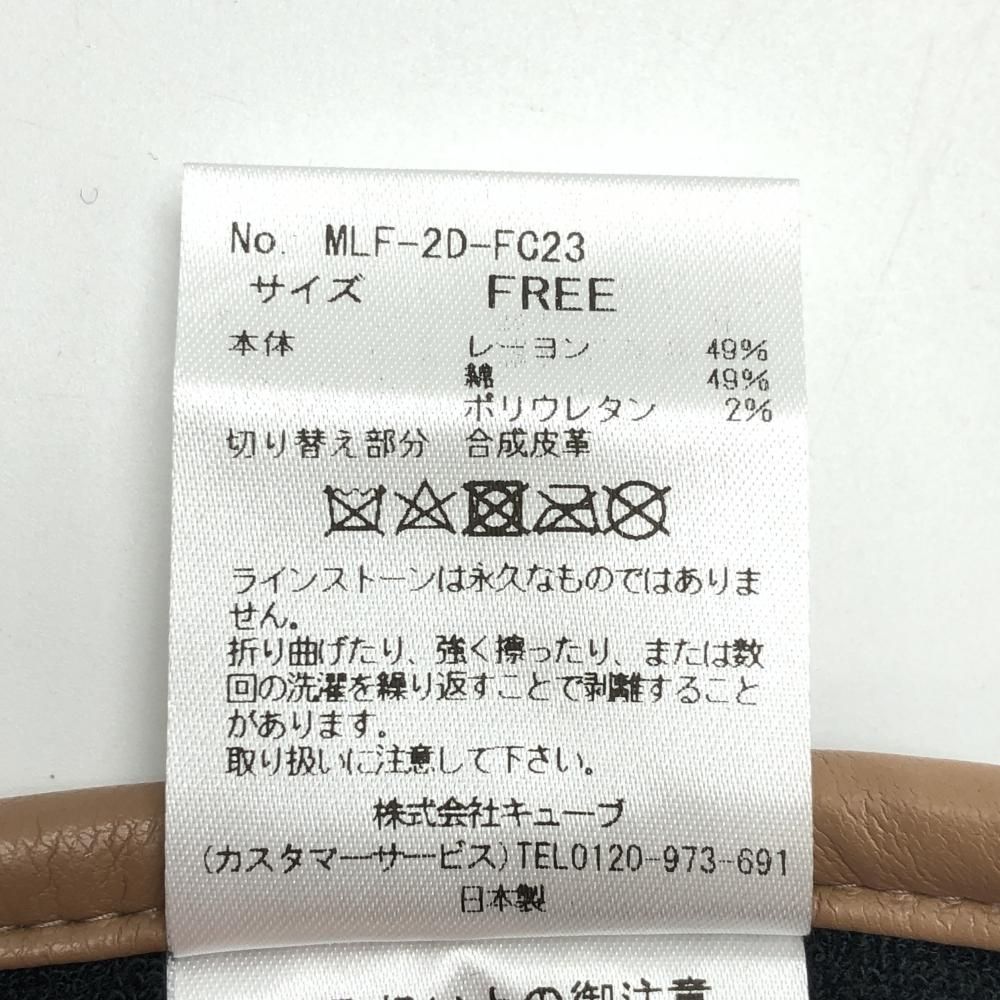 No. MLF-2D-FC23
サイズ FREE
本体 レーヨン 49%
綿 49%
ポリウレタン 2%
切り替え部分 合成皮革
ラインストーンは永久なものではありま
せん。
折り曲げたり、強く擦ったり、または数
回の洗濯を繰り返すことで剥離すること
があります。
取り扱いに注意して下さい。
株式会社キューブ
(カスタマーサービス)TEL0120-973-691
日本製
の御注意